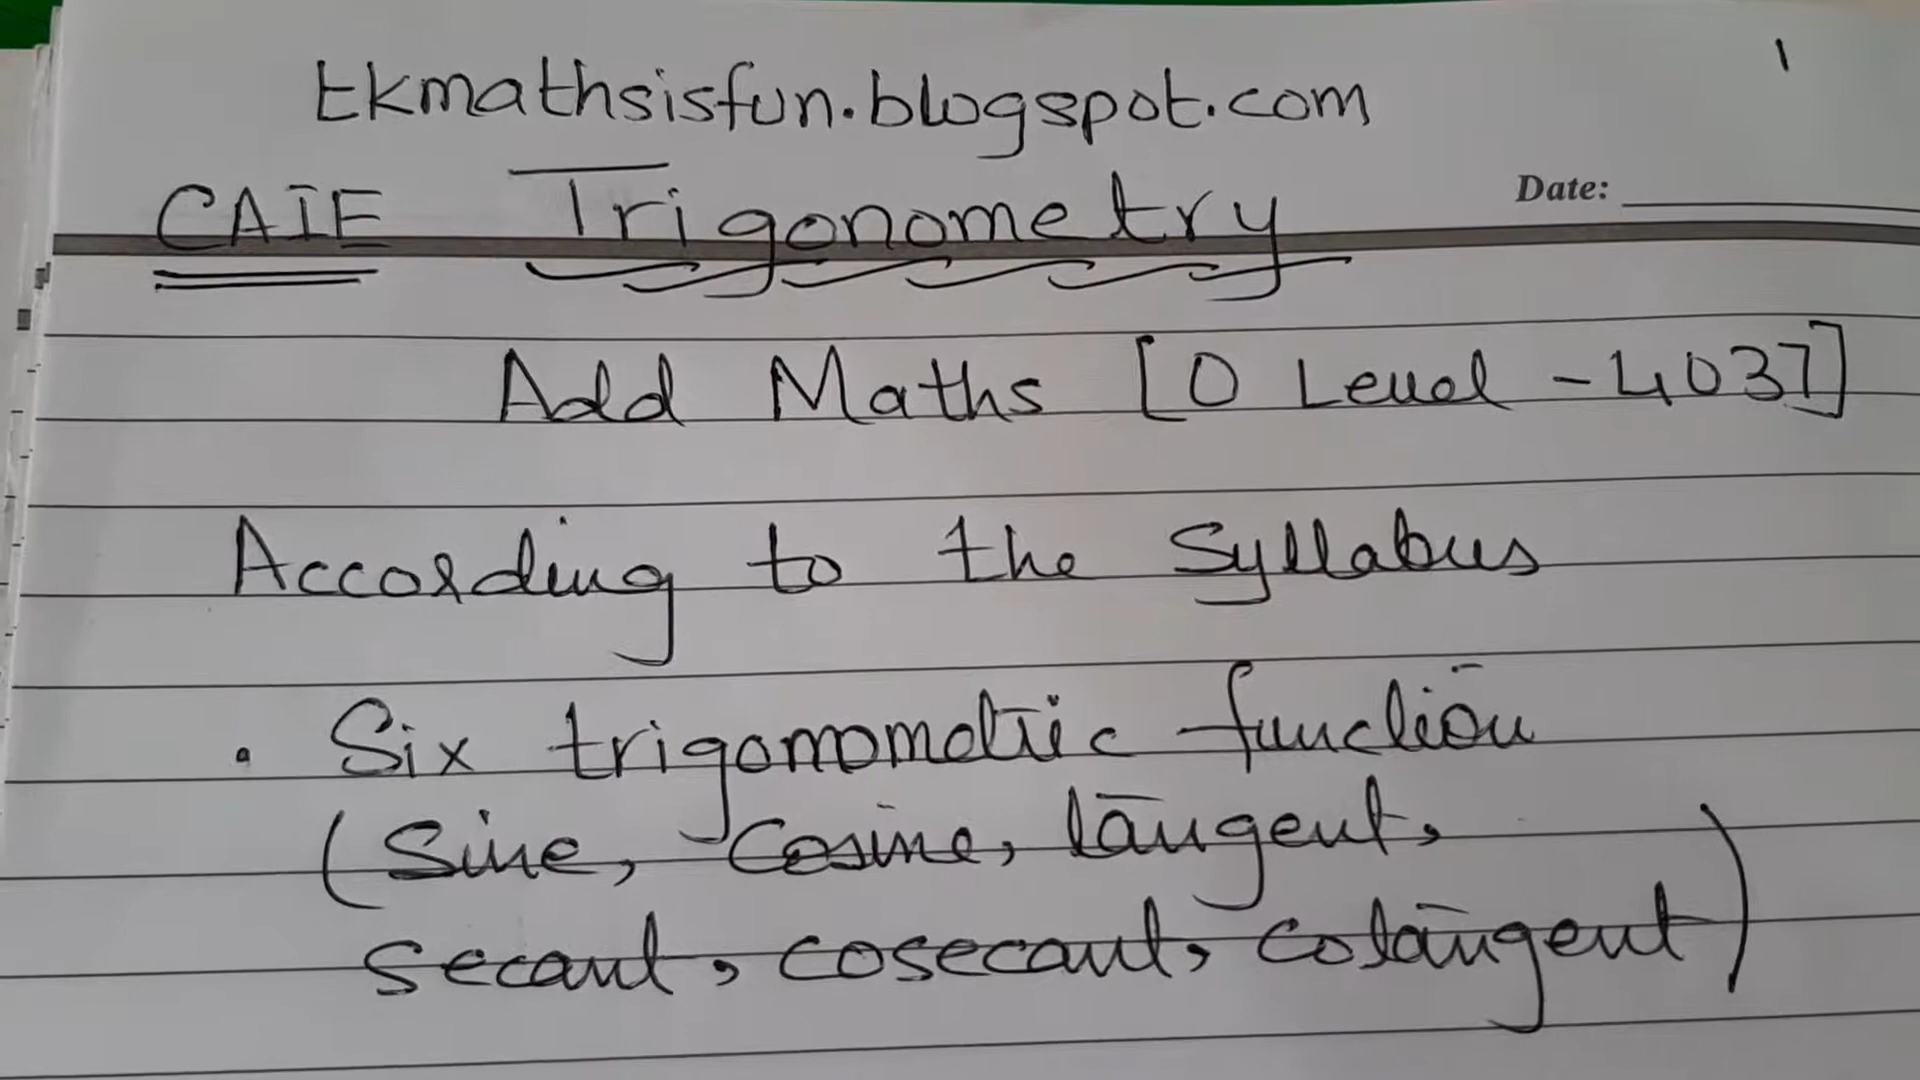 1
tkmathsisfun.blogspot.com
Date:
CAIE Trigonometry
Add Maths [O Level - 4037]
According to the Syllabus
. Six trigonometric function
(Sine, Cosine, tangent,
secant, cosecant, cotangent)